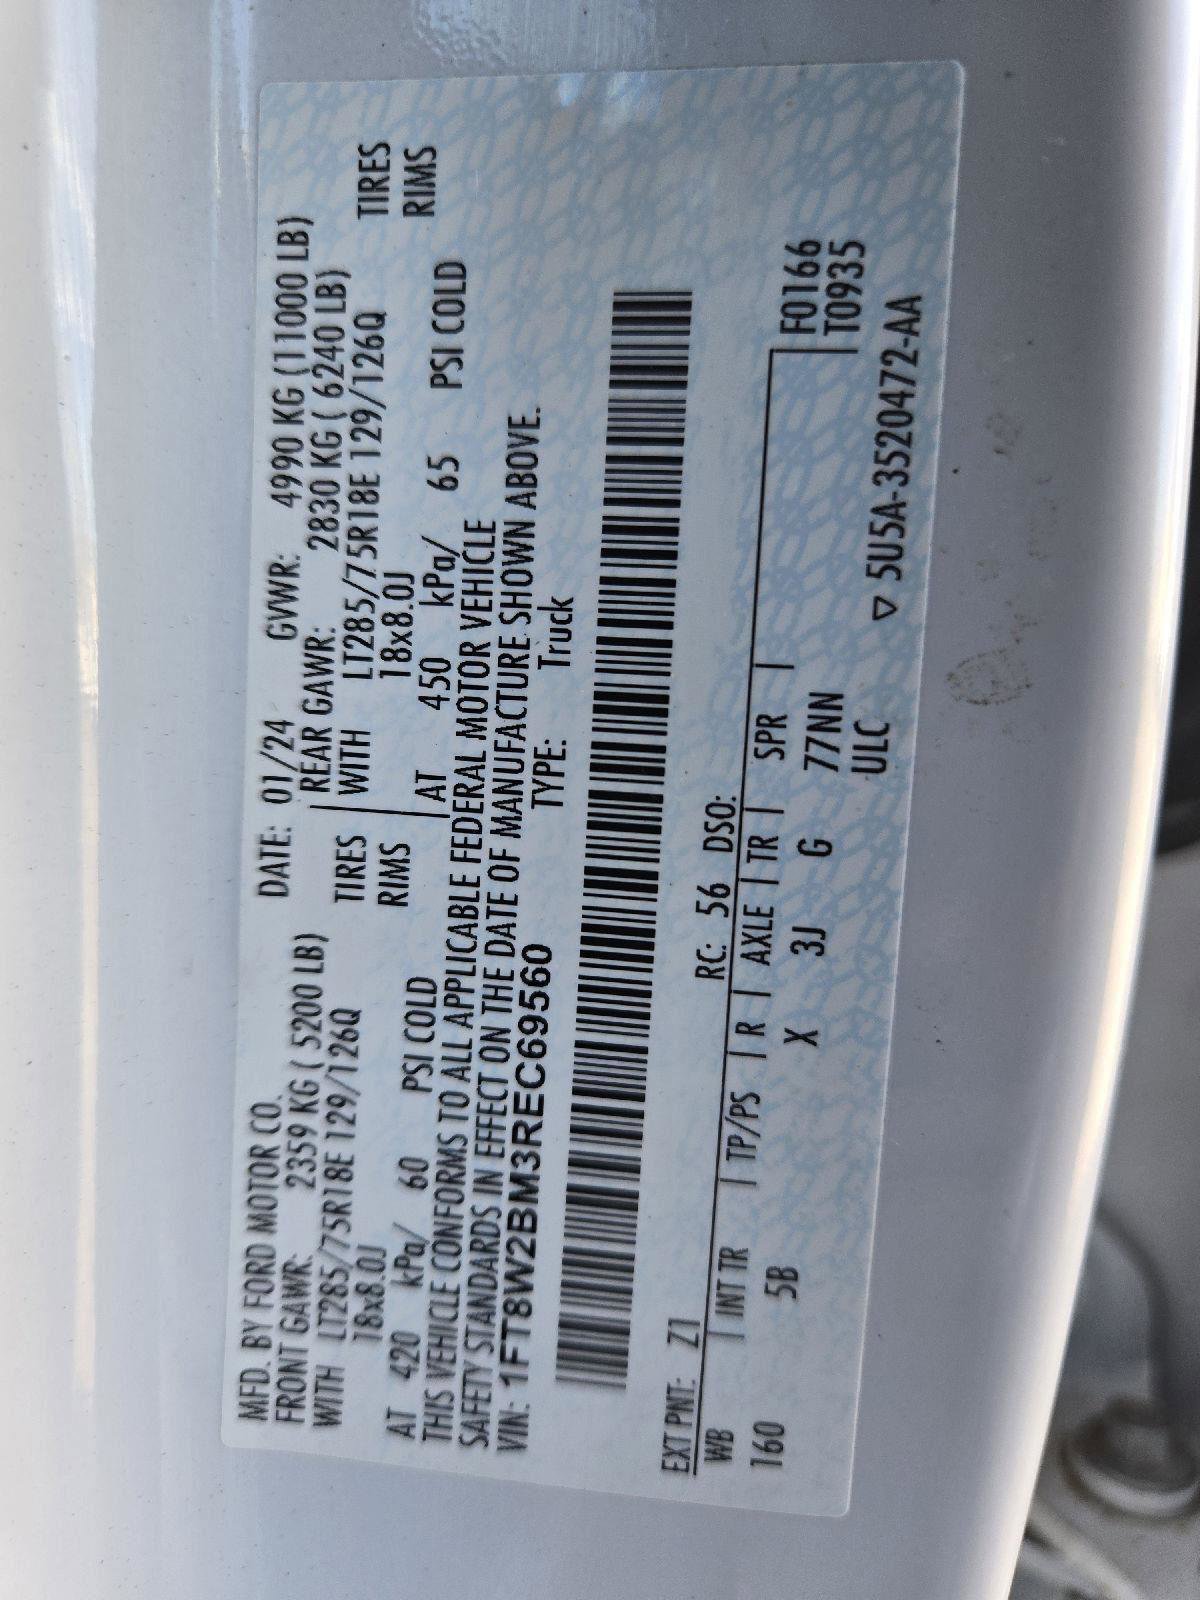 MFD. BY FORD MOTOR CO. DATE: 01/24 GVWR: 4990 KG (11000 LB)
FRONT GAWR: 2359 KG ( 5200 LB) REAR GAWR: 2830 KG ( 6240 LB)
WITH LT285/75R18E 129/126Q TIRES WITH LT285/75R18E 129/126Q TIRES
18x8.0J RIMS 18x8.0J RIMS
AT 420 kPa/ 60 PSI COLD AT 450 kPa/ 65 PSI COLD
THIS VEHICLE CONFORMS TO ALL APPLICABLE FEDERAL MOTOR VEHICLE
SAFETY STANDARDS IN EFFECT ON THE DATE OF MANUFACTURE SHOWN ABOVE.
VIN: 1FT8W2BM3REC69560 TYPE: Truck
EXT PNT: Z1 RC: 56 DSO:
WB | INT TR | TP/PS | R | AXLE | TR | SPR | F0166
160 5B X 3J G 77NN T0935
ULC
▽ 5U5A-3520472-AA